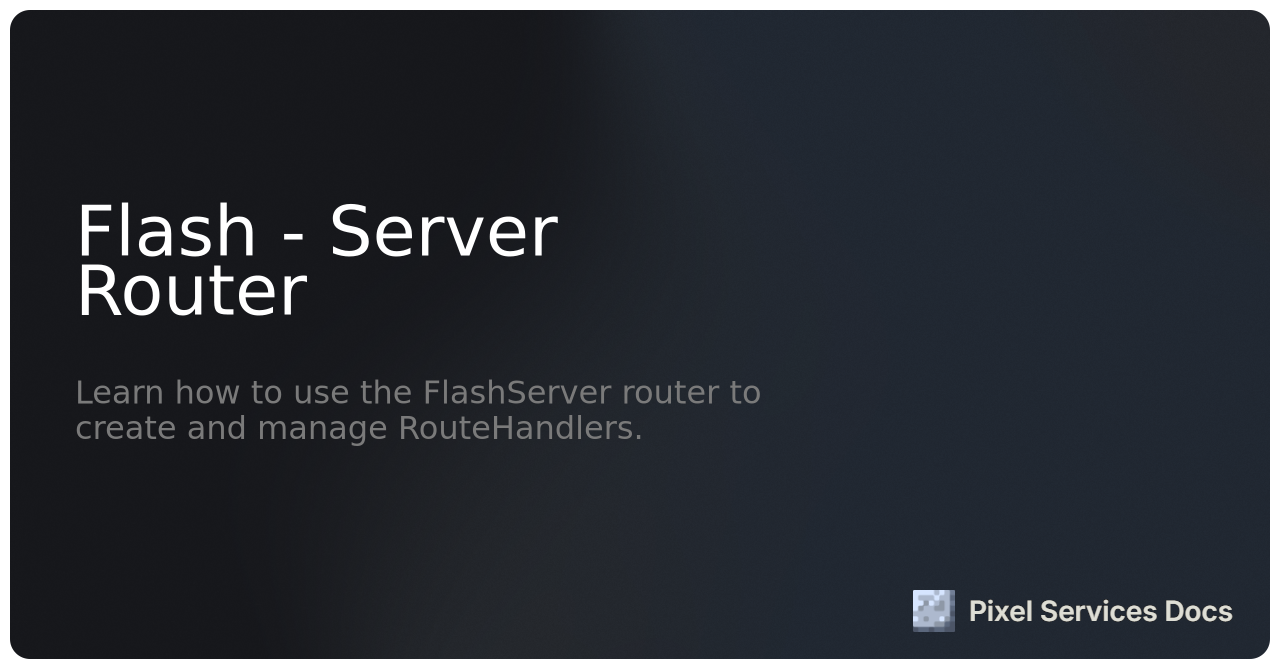 Flash - Server
Router
Learn how to use the FlashServer router to
create and manage RouteHandlers.
Pixel Services Docs